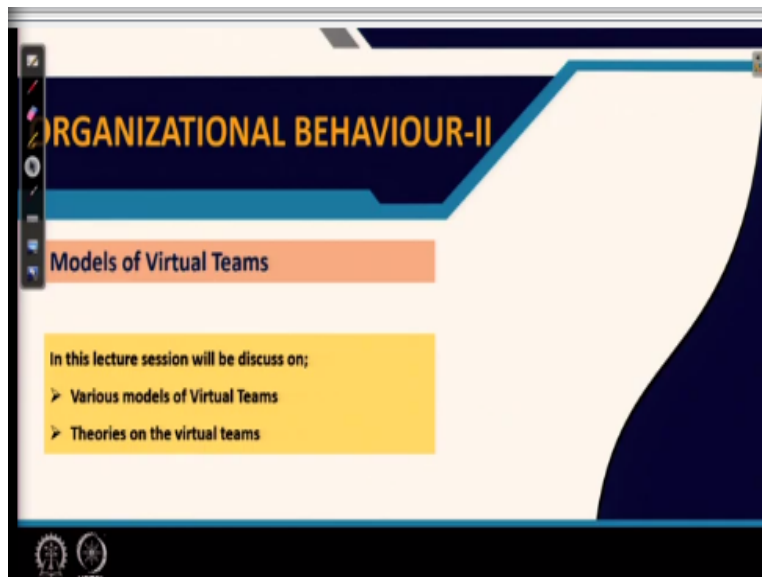 ORGANIZATIONAL BEHAVIOUR-II
Models of Virtual Teams
In this lecture session will be discuss on;
➢ Various models of Virtual Teams
➢ Theories on the virtual teams